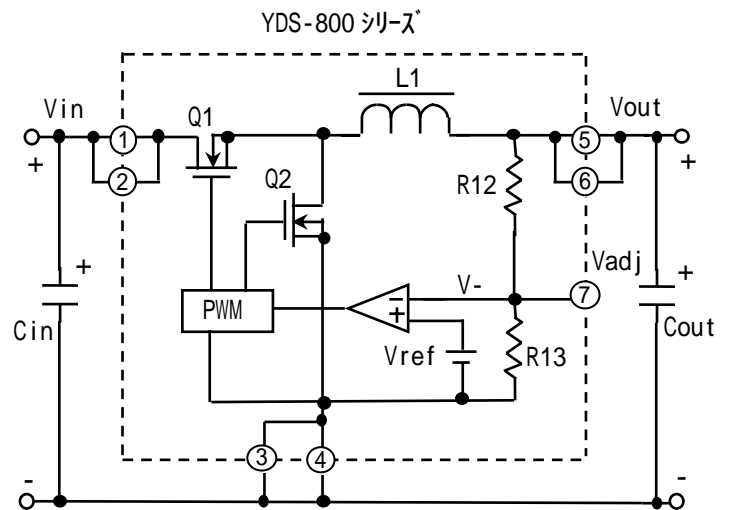 YDS-800 シリーズ
L1
Vin
Q1
Vout
1
5
+
+
2
Q2
R12
6
Vadj
+
V-
+
7
PWM
-
+
Cin
Vref
R13
Cout
3
4
-
-